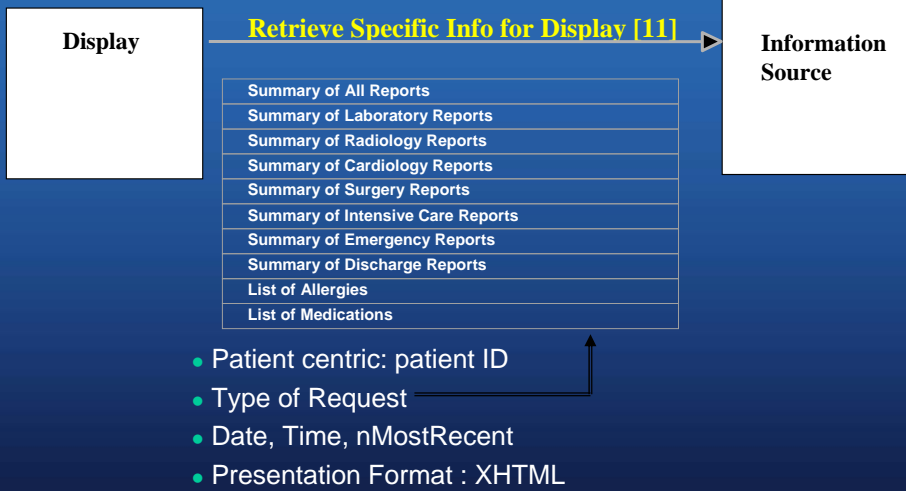 Display
Retrieve Specific Info for Display [11]
Information
Source
Summary of All Reports
Summary of Laboratory Reports
Summary of Radiology Reports
Summary of Cardiology Reports
Summary of Surgery Reports
Summary of Intensive Care Reports
Summary of Emergency Reports
Summary of Discharge Reports
List of Allergies
List of Medications
• Patient centric: patient ID
• Type of Request
• Date, Time, nMostRecent
• Presentation Format : XHTML